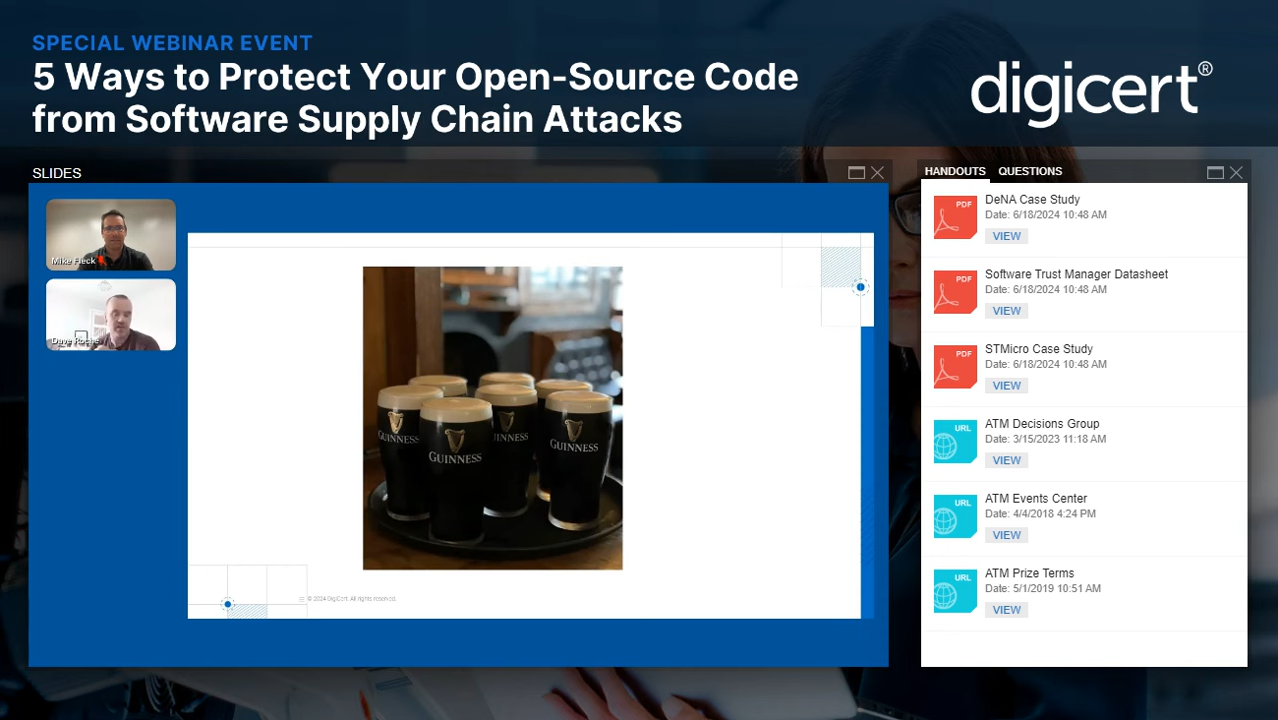 SPECIAL WEBINAR EVENT
5 Ways to Protect Your Open-Source Code
from Software Supply Chain Attacks
digicert®
SLIDES
Mike Fleck
Dave Roche
GUINNESS
GUINNESS
GUINNESS
GUINNESS
© 2024 DigiCert. All rights reserved.
HANDOUTS QUESTIONS
PDF
DeNA Case Study
Date: 6/18/2024 10:48 AM
VIEW
PDF
Software Trust Manager Datasheet
Date: 6/18/2024 10:48 AM
VIEW
PDF
STMicro Case Study
Date: 6/18/2024 10:48 AM
VIEW
URL
ATM Decisions Group
Date: 3/15/2023 11:18 AM
VIEW
URL
ATM Events Center
Date: 4/4/2018 4:24 PM
VIEW
URL
ATM Prize Terms
Date: 5/1/2019 10:51 AM
VIEW